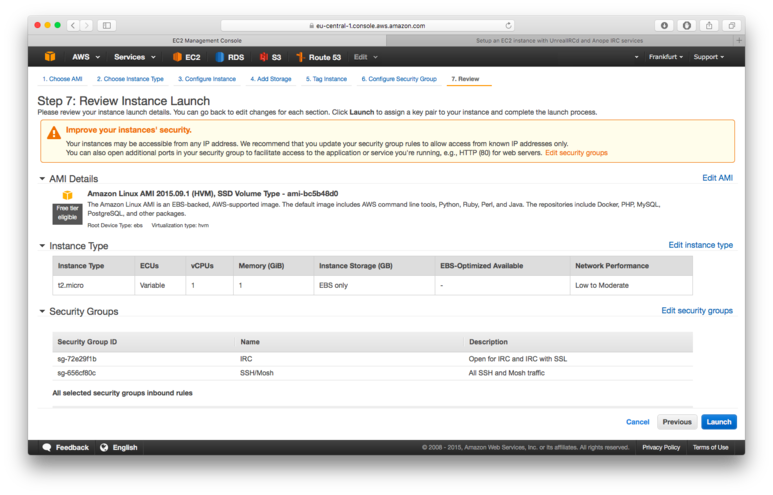 eu-central-1.console.aws.amazon.com
EC2 Management Console
Setup an EC2 instance with UnrealIRCd and Anope IRC services
AWS Services EC2 RDS S3 Route 53 Edit Frankfurt Support
1. Choose AMI 2. Choose Instance Type 3. Configure Instance 4. Add Storage 5. Tag Instance 6. Configure Security Group 7. Review
Step 7: Review Instance Launch
Please review your instance launch details. You can go back to edit changes for each section. Click Launch to assign a key pair to your instance and complete the launch process.
Improve your instances' security.
Your instances may be accessible from any IP address. We recommend that you update your security group rules to allow access from known IP addresses only.
You can also open additional ports in your security group to facilitate access to the application or service you're running, e.g., HTTP (80) for web servers. Edit security groups
AMI Details Edit AMI
Amazon Linux AMI 2015.09.1 (HVM), SSD Volume Type - ami-bc5b48d0
Free tier
eligible
The Amazon Linux AMI is an EBS-backed, AWS-supported image. The default image includes AWS command line tools, Python, Ruby, Perl, and Java. The repositories include Docker, PHP, MySQL,
PostgreSQL, and other packages.
Root Device Type: ebs Virtualization type: hvm
Instance Type Edit instance type
Instance Type ECUs vCPUs Memory (GiB) Instance Storage (GB) EBS-Optimized Available Network Performance
t2.micro Variable 1 1 EBS only - Low to Moderate
Security Groups Edit security groups
Security Group ID Name Description
sg-72e29f1b IRC Open for IRC and IRC with SSL
sg-656cf80c SSH/Mosh All SSH and Mosh traffic
All selected security groups inbound rules
Cancel Previous Launch
Feedback English © 2008 - 2015, Amazon Web Services, Inc. or its affiliates. All rights reserved. Privacy Policy Terms of Use